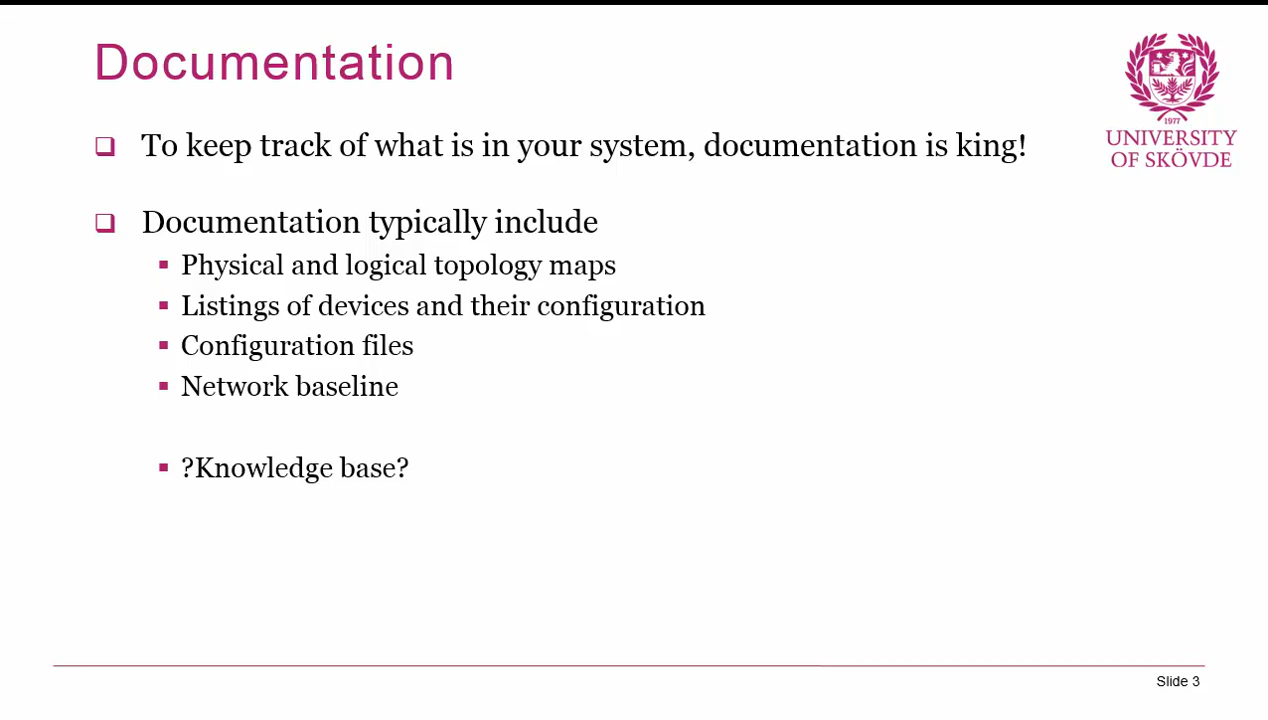 Documentation
To keep track of what is in your system, documentation is king!
Documentation typically include
Physical and logical topology maps
Listings of devices and their configuration
Configuration files
Network baseline
?Knowledge base?
1977
UNIVERSITY
OF SKÖVDE
Slide 3